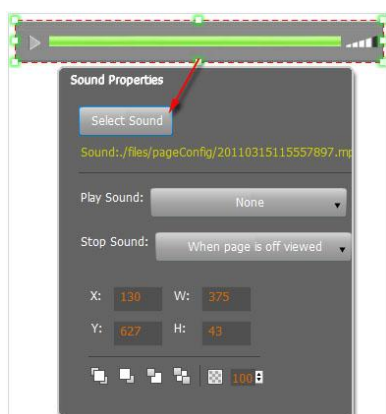 Sound Properties
Select Sound
Sound:./files/pageConfig/20110315115557897.mp
Play Sound: None
Stop Sound: When page is off viewed
X: 130 W: 375
Y: 627 H: 43
100